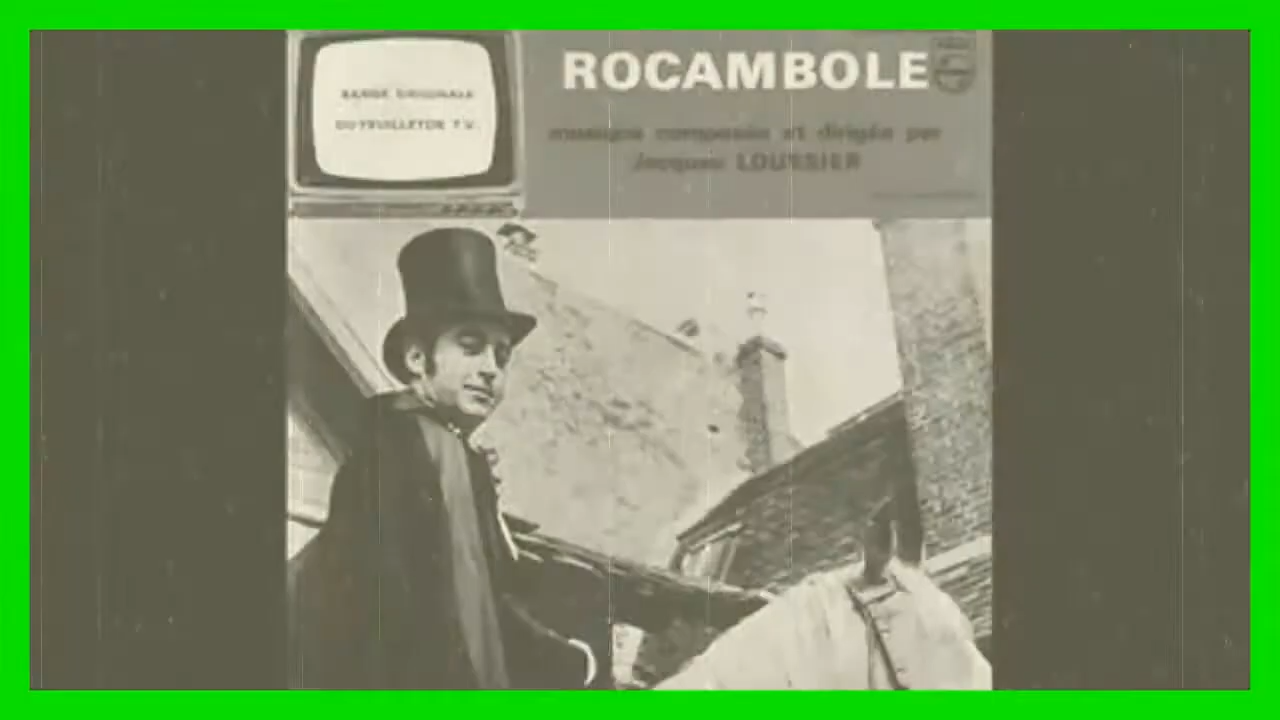 BANDE ORIGINALE
DU FEUILLETON T.V.
ROCAMBOLE
musique composée et dirigée par
Jacques LOUSSIER